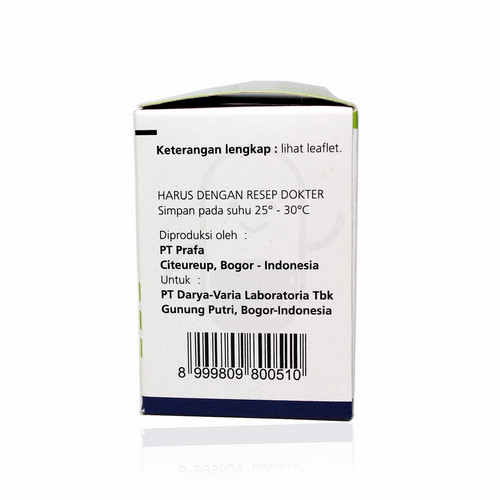 Keterangan lengkap : lihat leaflet.
HARUS DENGAN RESEP DOKTER
Simpan pada suhu 25° - 30°C
Diproduksi oleh :
PT Prafa
Citeureup, Bogor - Indonesia
Untuk :
PT Darya-Varia Laboratoria Tbk
Gunung Putri, Bogor-Indonesia
8 999809 800510